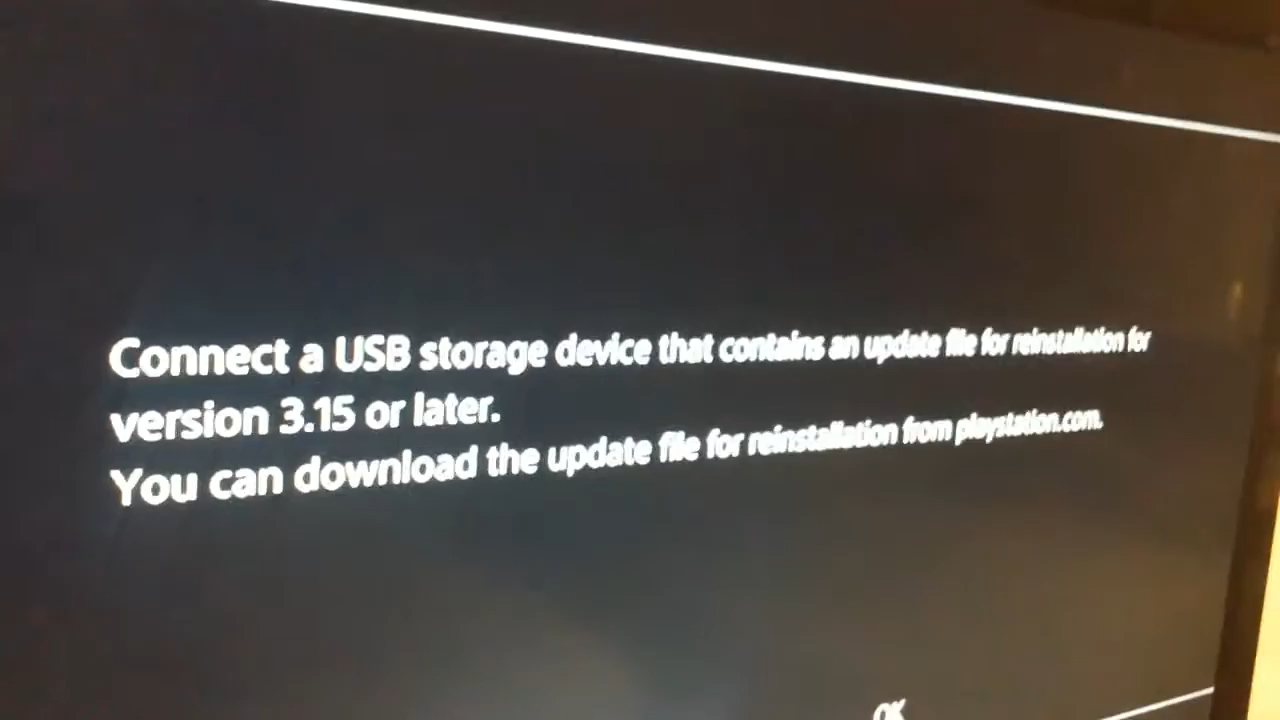 Connect a USB storage device that contains an update file for reinstallation for
version 3.15 or later.
You can download the update file for reinstallation from playstation.com.
OK